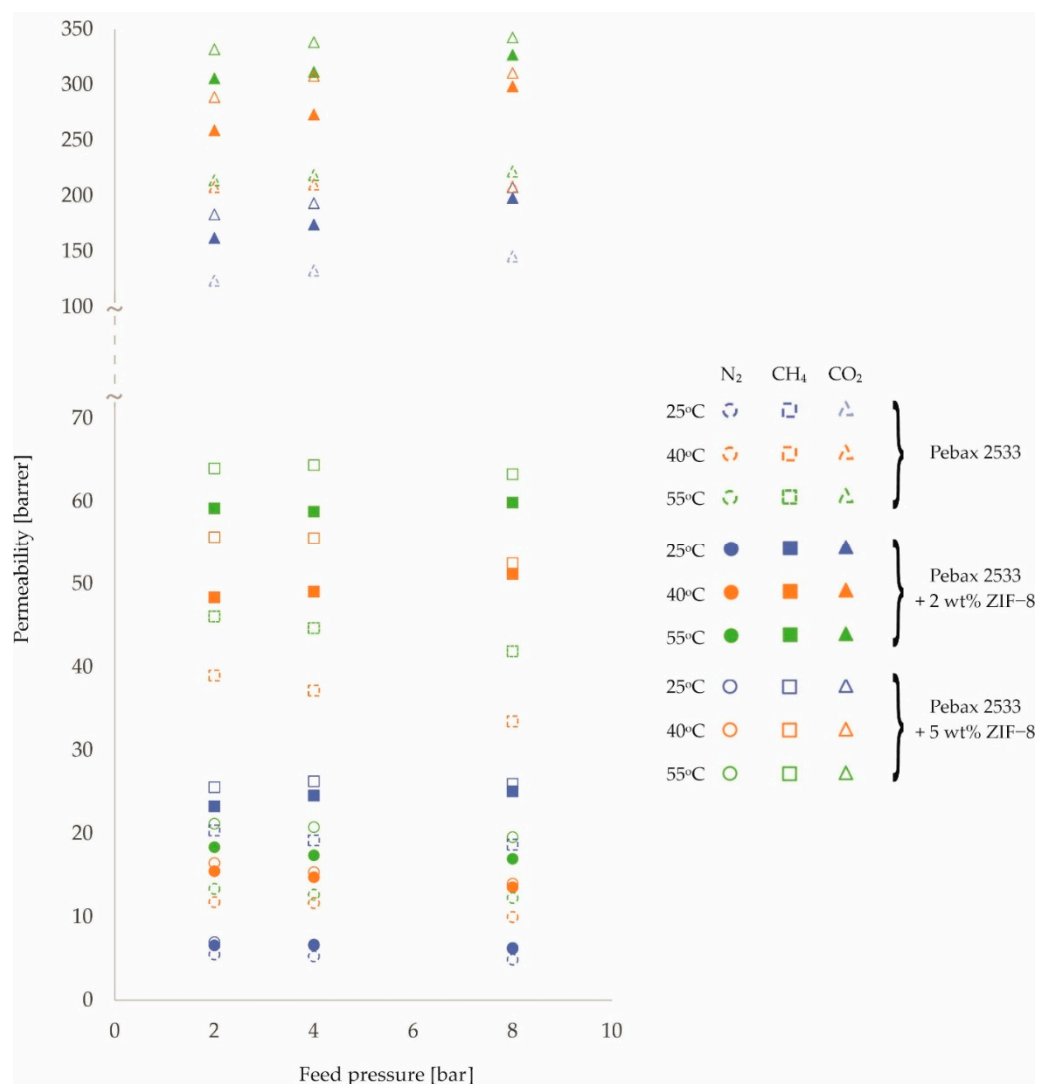 350
300
250
200
150
100
~
~
70
60
50
40
30
20
10
0
Permeability [barrer]
0 2 4 6 8 10
Feed pressure [bar]
N₂ CH₄ CO₂
25°C
40°C
55°C
Pebax 2533
25°C
40°C
55°C
Pebax 2533
+ 2 wt% ZIF−8
25°C
40°C
55°C
Pebax 2533
+ 5 wt% ZIF−8